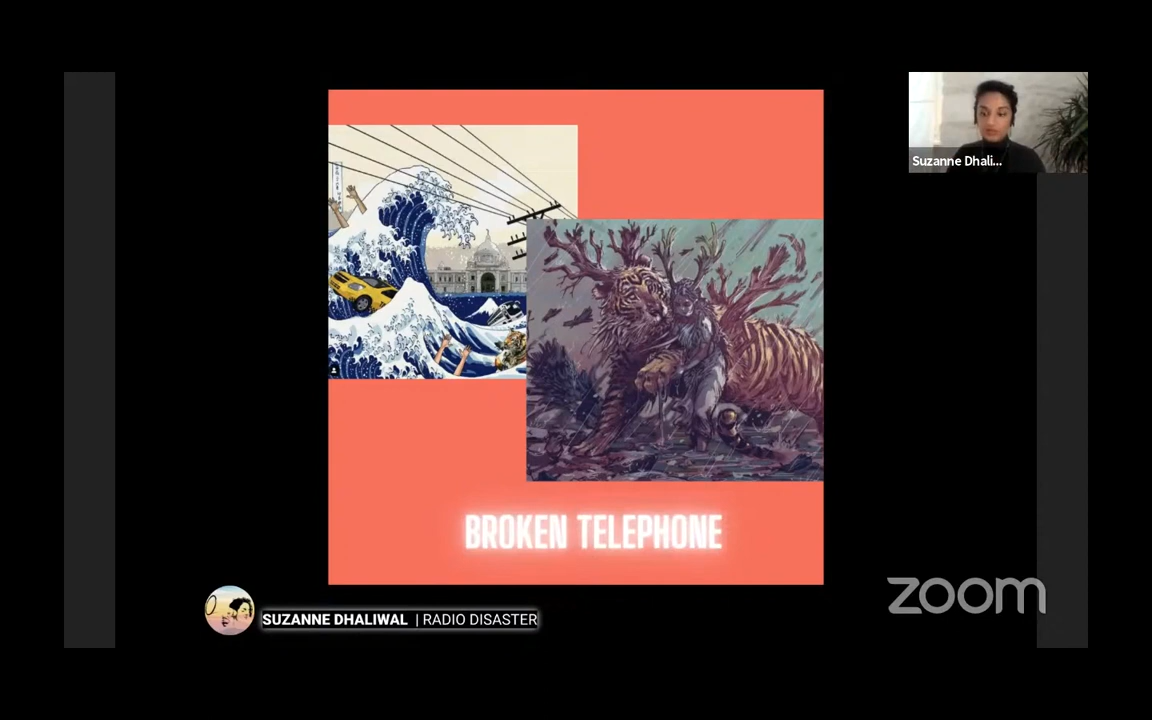 Suzanne Dhali...
BROKEN TELEPHONE
zoom
SUZANNE DHALIWAL | RADIO DISASTER